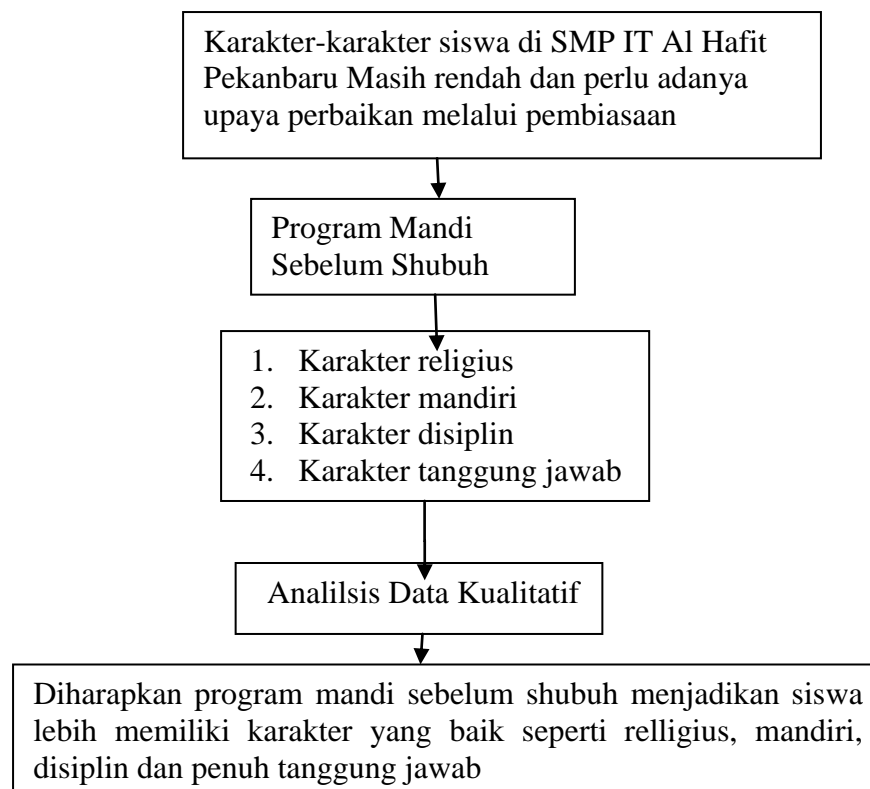 Karakter-karakter siswa di SMP IT Al Hafit
Pekanbaru Masih rendah dan perlu adanya
upaya perbaikan melalui pembiasaan
Program Mandi
Sebelum Shubuh
1. Karakter religius
2. Karakter mandiri
3. Karakter disiplin
4. Karakter tanggung jawab
Analilsis Data Kualitatif
Diharapkan program mandi sebelum shubuh menjadikan siswa
lebih memiliki karakter yang baik seperti relligius, mandiri,
disiplin dan penuh tanggung jawab